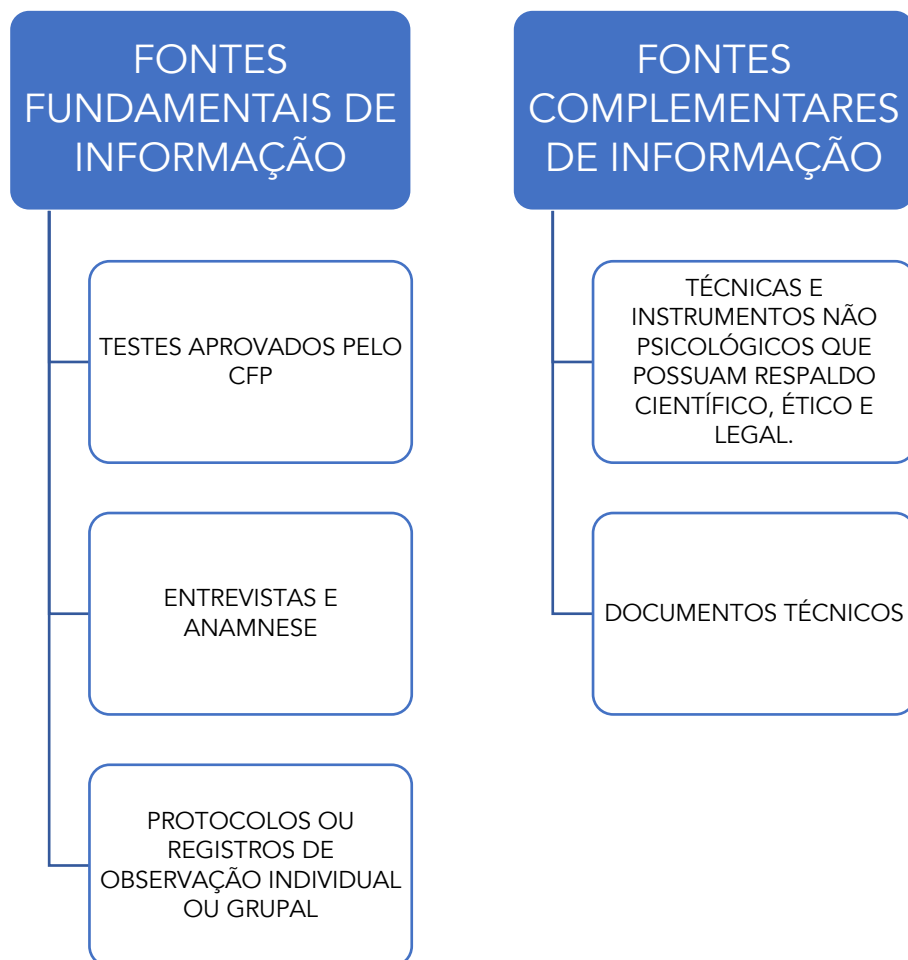 FONTES
FUNDAMENTAIS DE
INFORMAÇÃO
TESTES APROVADOS PELO
CFP
ENTREVISTAS E
ANAMNESE
PROTOCOLOS OU
REGISTROS DE
OBSERVAÇÃO INDIVIDUAL
OU GRUPAL
FONTES
COMPLEMENTARES
DE INFORMAÇÃO
TÉCNICAS E
INSTRUMENTOS NÃO
PSICOLÓGICOS QUE
POSSUAM RESPALDO
CIENTÍFICO, ÉTICO E
LEGAL.
DOCUMENTOS TÉCNICOS